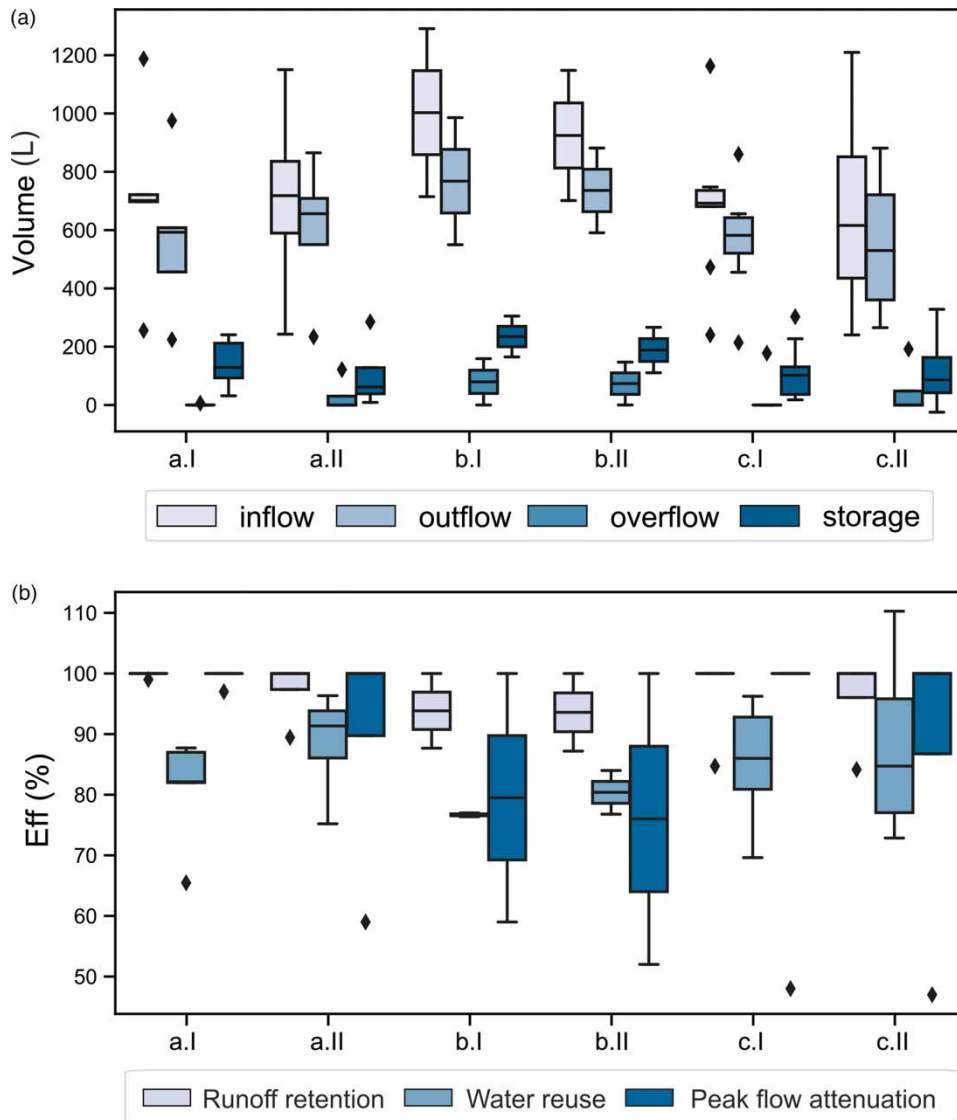 (a)
Volume (L)
1200
1000
800
600
400
200
0
a.I a.II b.I b.II c.I c.II
inflow outflow overflow storage
(b)
Eff (%)
110
100
90
80
70
60
50
a.I a.II b.I b.II c.I c.II
Runoff retention Water reuse Peak flow attenuation